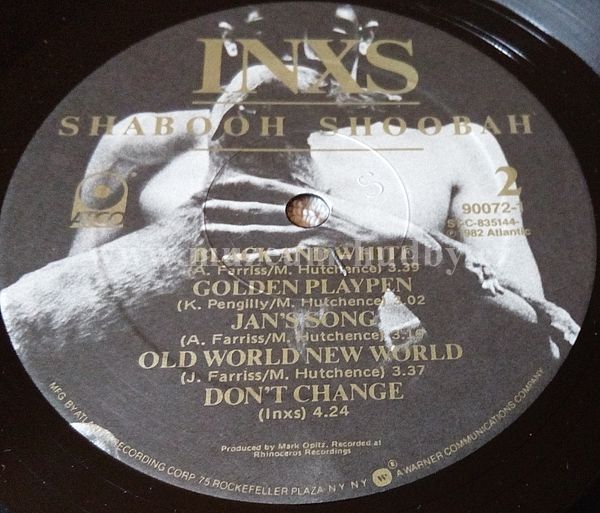 INXS
SHABOOH SHOOBAH
ATCO
2
90072-1
℗ 1982 Atlantic
S
BLACK AND WHITE
(A. Farriss/M. Hutchence) 3.39
GOLDEN PLAYPEN
(K. Pengilly/M. Hutchence) 3.02
JAN'S SONG
(A. Farriss/M. Hutchence)
OLD WORLD NEW WORLD
(J. Farriss/M. Hutchence) 3.37
DON'T CHANGE
(Inxs) 4.24
Produced by Mark Opitz. Recorded at
Rhinoceros Recordings
MFG BY ATLANTIC RECORDING CORP. 75 ROCKEFELLER PLAZA NY NY
W ®
A WARNER COMMUNICATIONS COMPANY